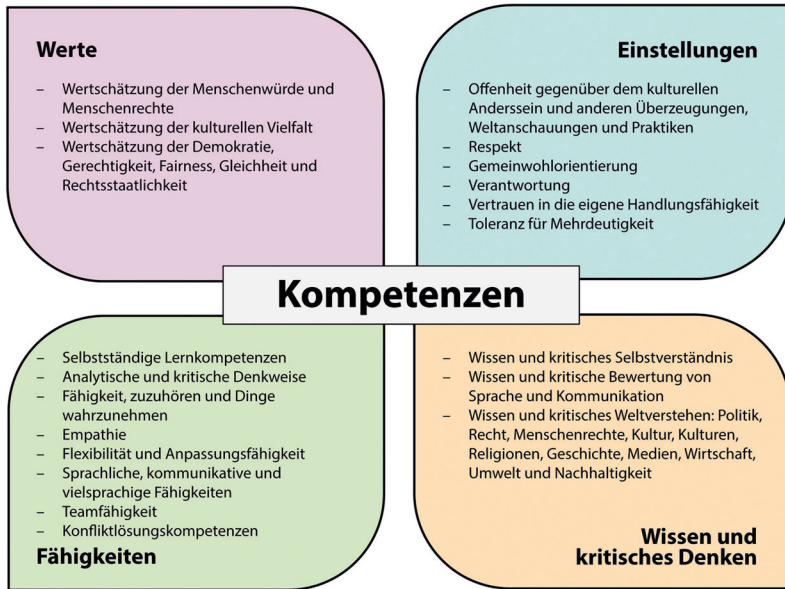 Werte
– Wertschätzung der Menschenwürde und
Menschenrechte
– Wertschätzung der kulturellen Vielfalt
– Wertschätzung der Demokratie,
Gerechtigkeit, Fairness, Gleichheit und
Rechtsstaatlichkeit
Einstellungen
– Offenheit gegenüber dem kulturellen
Anderssein und anderen Überzeugungen,
Weltanschauungen und Praktiken
– Respekt
– Gemeinwohlorientierung
– Verantwortung
– Vertrauen in die eigene Handlungsfähigkeit
– Toleranz für Mehrdeutigkeit
Kompetenzen
– Selbstständige Lernkompetenzen
– Analytische und kritische Denkweise
– Fähigkeit, zuzuhören und Dinge
wahrzunehmen
– Empathie
– Flexibilität und Anpassungsfähigkeit
– Sprachliche, kommunikative und
vielsprachige Fähigkeiten
– Teamfähigkeit
– Konfliktlösungskompetenzen
Fähigkeiten
– Wissen und kritisches Selbstverständnis
– Wissen und kritische Bewertung von
Sprache und Kommunikation
– Wissen und kritisches Weltverstehen: Politik,
Recht, Menschenrechte, Kultur, Kulturen,
Religionen, Geschichte, Medien, Wirtschaft,
Umwelt und Nachhaltigkeit
Wissen und
kritisches Denken